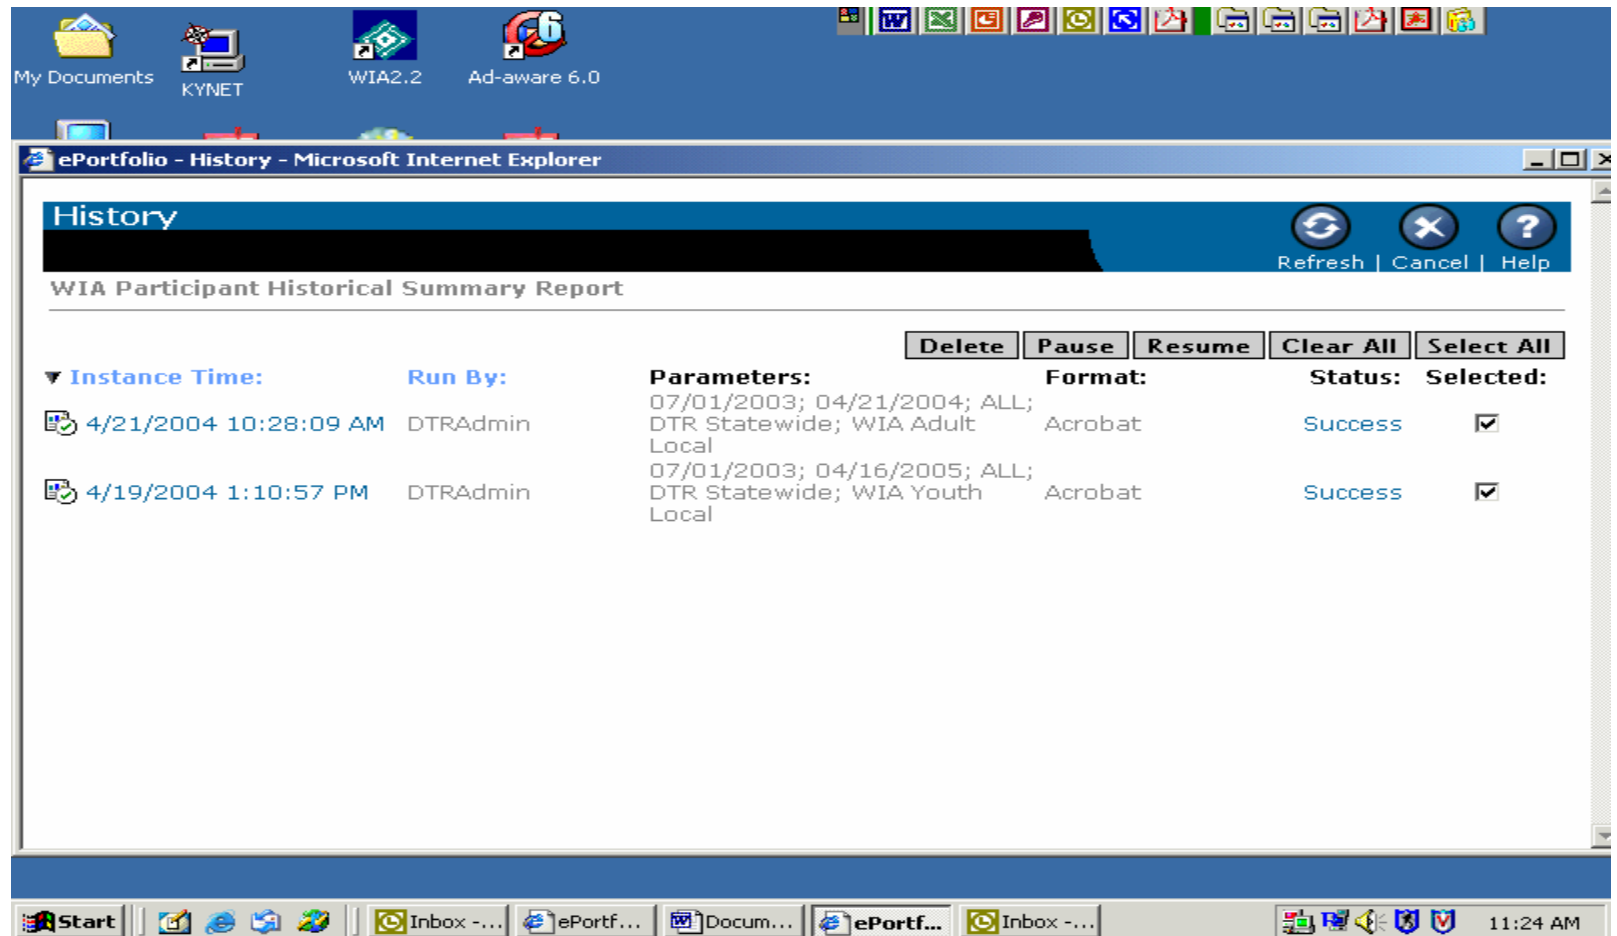 My Documents
KYNET
WIA2.2
Ad-aware 6.0
ePortfolio - History - Microsoft Internet Explorer
History
Refresh | Cancel | Help
WIA Participant Historical Summary Report
Delete Pause Resume Clear All Select All
Instance Time: Run By: Parameters: Format: Status: Selected:
07/01/2003; 04/21/2004; ALL;
4/21/2004 10:28:09 AM DTRAdmin DTR Statewide; WIA Adult Acrobat Success
Local
07/01/2003; 04/16/2005; ALL;
4/19/2004 1:10:57 PM DTRAdmin DTR Statewide; WIA Youth Acrobat Success
Local
Start Inbox -... ePortf... Docum... ePortf... Inbox -... 11:24 AM